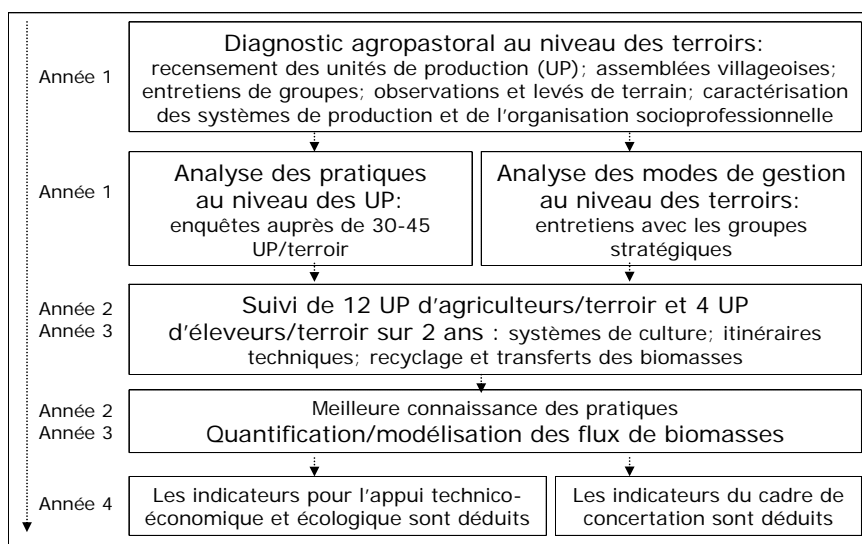 Année 1
Diagnostic agropastoral au niveau des terroirs:
recensement des unités de production (UP); assemblées villageoises;
entretiens de groupes; observations et levés de terrain; caractérisation
des systèmes de production et de l'organisation socioprofessionnelle
Année 1
Analyse des pratiques
au niveau des UP:
enquêtes auprès de 30-45
UP/terroir
Analyse des modes de gestion
au niveau des terroirs:
entretiens avec les groupes
stratégiques
Année 2
Année 3
Suivi de 12 UP d'agriculteurs/terroir et 4 UP
d'éleveurs/terroir sur 2 ans : systèmes de culture; itinéraires
techniques; recyclage et transferts des biomasses
Année 2
Année 3
Meilleure connaissance des pratiques
Quantification/modélisation des flux de biomasses
Année 4
Les indicateurs pour l'appui technico-
économique et écologique sont déduits
Les indicateurs du cadre de
concertation sont déduits